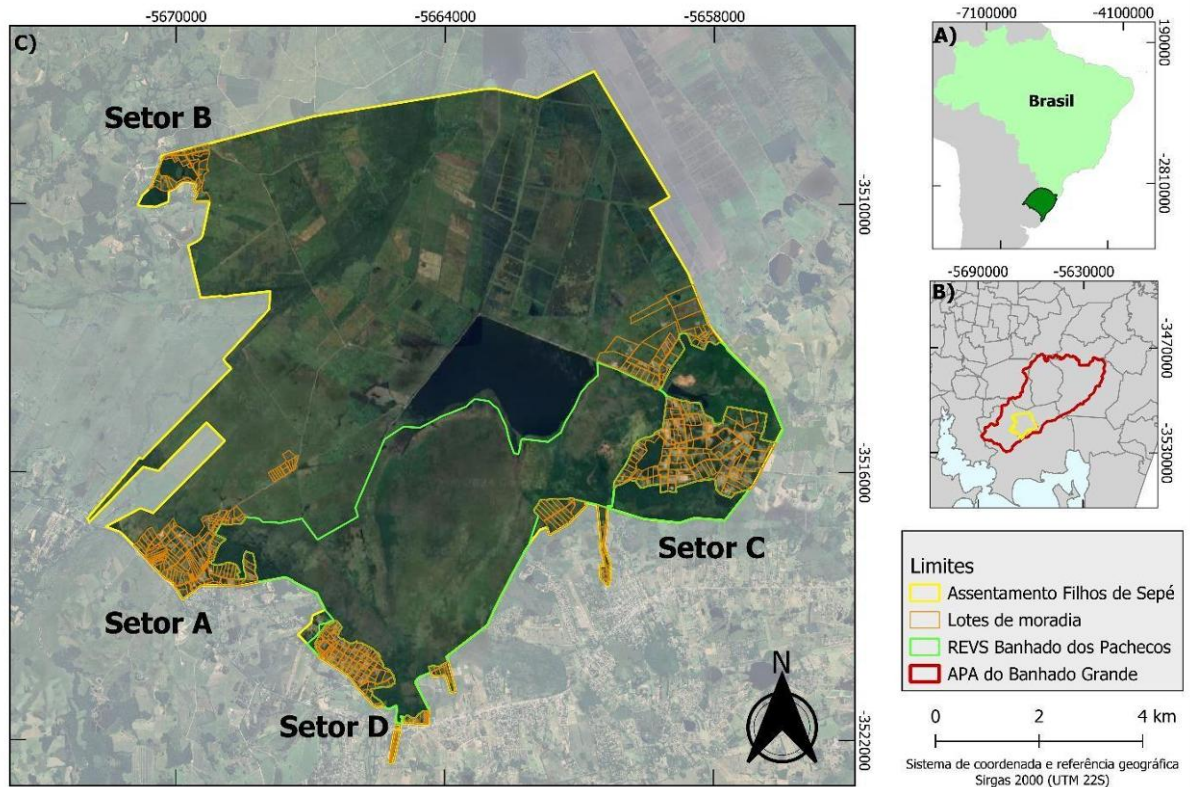 C)
-5670000
-5664000
-5658000
Setor B
Setor A
Setor D
Setor C
N
-3510000
-3516000
-3522000
A)
-7100000
-4100000
190000
-2810000
Brasil
B)
-5690000
-5630000
-3470000
-3530000
Limites
Assentamento Filhos de Sepé
Lotes de moradia
REVS Banhado dos Pachecos
APA do Banhado Grande
0 2 4 km
Sistema de coordenada e referência geográfica
Sirgas 2000 (UTM 22S)